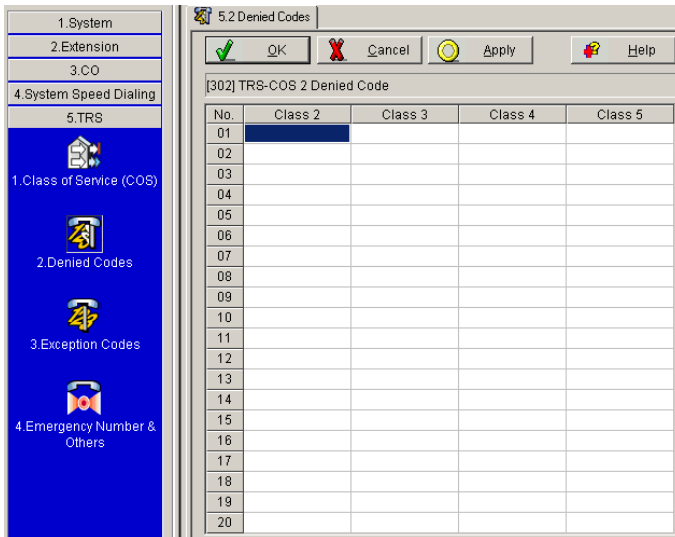 1.System
2.Extension
3.CO
4.System Speed Dialing
5.TRS
1.Class of Service (COS)
2.Denied Codes
3.Exception Codes
4.Emergency Number &
Others
5.2 Denied Codes
OK Cancel Apply Help
[302] TRS-COS 2 Denied Code
No. Class 2 Class 3 Class 4 Class 5
01
02
03
04
05
06
07
08
09
10
11
12
13
14
15
16
17
18
19
20